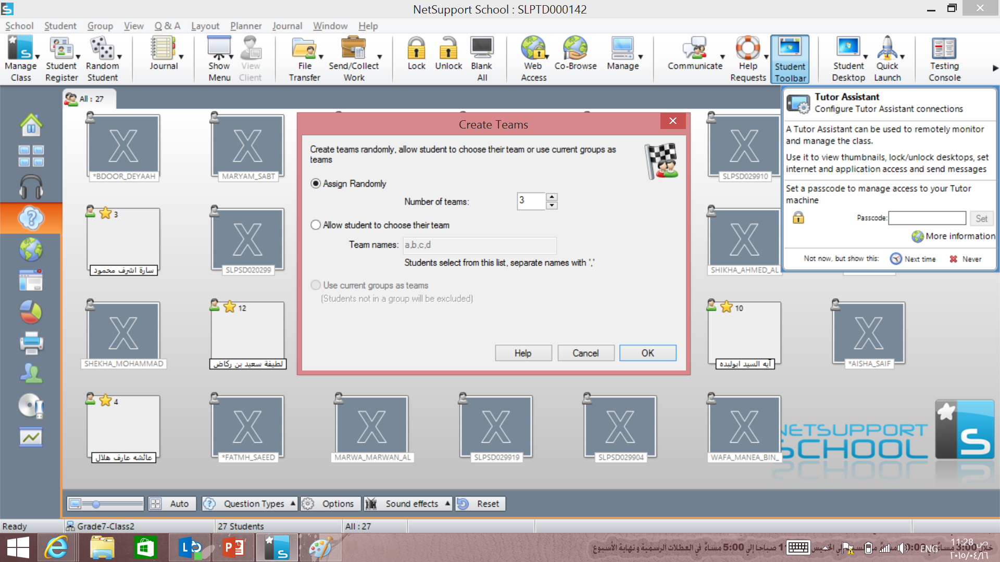 NetSupport School : SLPTD000142
School Student Group View Q & A Layout Planner Journal Window Help
Manage Class
Student Register
Random Student
Journal
Show Menu
View Client
File Transfer
Send/Collect Work
Lock
Unlock
Blank All
Web Access
Co-Browse
Manage
Communicate
Help Requests
Student Toolbar
Student Desktop
Quick Launch
Testing Console
All : 27
Tutor Assistant
Configure Tutor Assistant connections
A Tutor Assistant can be used to remotely monitor
and manage the class.
Use it to view thumbnails, lock/unlock desktops, set
internet and application access and send messages
Set a passcode to manage access to your Tutor
machine
Passcode:
Set
More information
Not now, but show this: Next time Never
Create Teams
Create teams randomly, allow student to choose their team or use current groups as
teams
Assign Randomly
Number of teams: 3
Allow student to choose their team
Team names: a,b,c,d
Students select from this list, separate names with ','
Use current groups as teams
(Students not in a group will be excluded)
Help Cancel OK
*BDOOR_DEYAAH
MARYAM_SABT
SLPSD029910
3
سارة اشرف محمود
SLPSD020299
SHIKHA_AHMED_AL
SHEKHA_MOHAMMAD
12
لطيفة سعيد بن ركاض
10
آيه السيد ابولبده
*AISHA_SAIF
4
عائشه عارف هلال
*FATMH_SAEED
MARWA_MARWAN_AL
SLPSD029919
SLPSD029904
WAFA_MANEA_BIN_
NETSUPPORT
SCHOOL
S
Auto
Question Types
Options
Sound effects
Reset
Ready
Grade7-Class2
27 Students
All : 27
صباحا إلي 5:00 مساءً في العطلات الرسمية و نهاية الأسبوع
ENG
11:28 ص
٢٠١٥/٠٤/١٦